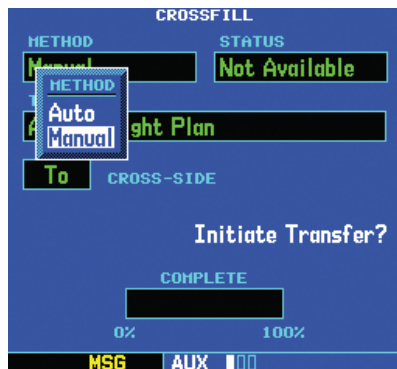 CROSSFILL
METHOD STATUS
Manual Not Available
METHOD
Auto
Manual
ght Plan
To CROSS-SIDE
Initiate Transfer?
COMPLETE
0% 100%
MSG AUX